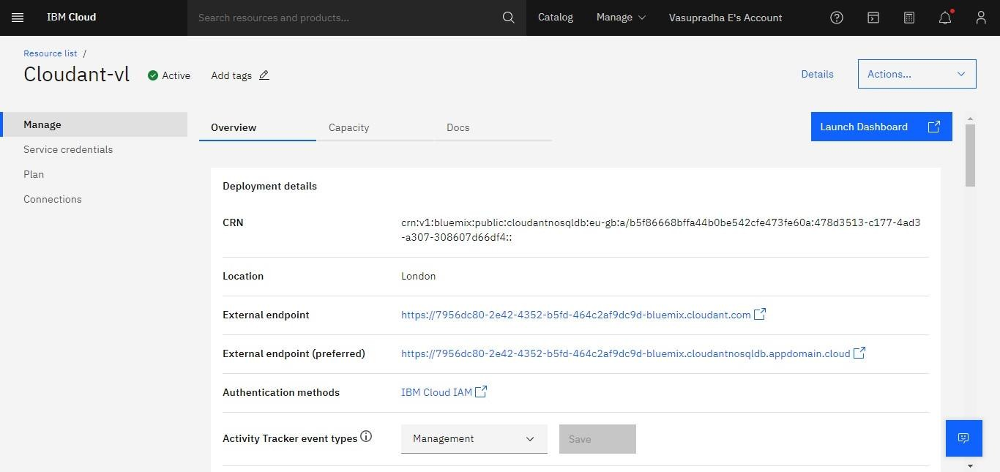 IBM Cloud
Search resources and products...
Catalog
Manage
Vasupradha E's Account
Resource list /
Cloudant-vl
Active
Add tags
Details
Actions...
Manage
Service credentials
Plan
Connections
Overview
Capacity
Docs
Launch Dashboard
Deployment details
CRN
crn:v1:bluemix:public:cloudantnosqldb:eu-gb:a/b5f86668bffa44b0be542cfe473fe60a:478d3513-c177-4ad3
-a307-308607d66df4::
Location
London
External endpoint
https://7956dc80-2e42-4352-b5fd-464c2af9dc9d-bluemix.cloudant.com
External endpoint (preferred)
https://7956dc80-2e42-4352-b5fd-464c2af9dc9d-bluemix.cloudantnosqldb.appdomain.cloud
Authentication methods
IBM Cloud IAM
Activity Tracker event types
Management
Save